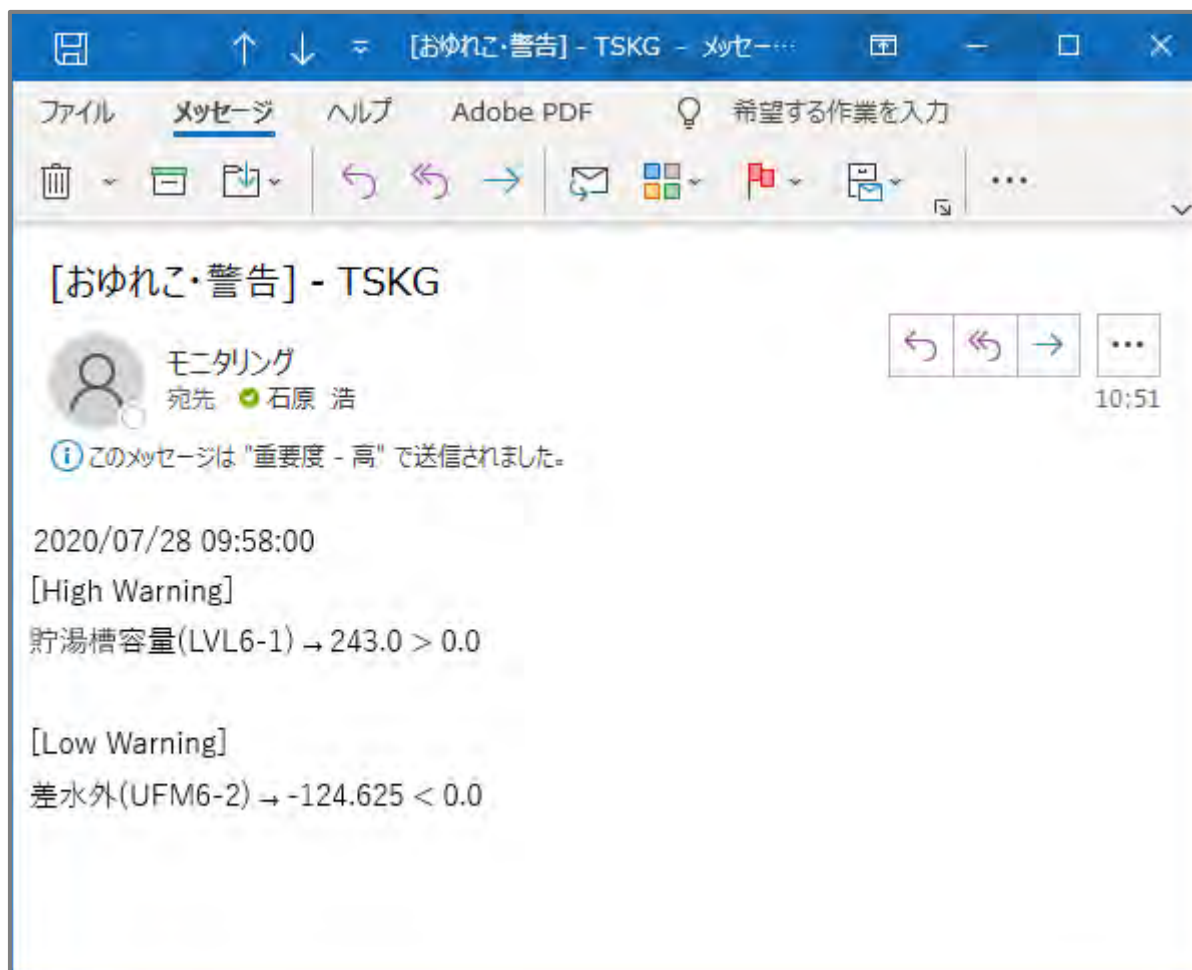 [おゆれこ・警告] - TSKG - メッセー…
ファイル メッセージ ヘルプ Adobe PDF 希望する作業を入力
[おゆれこ・警告] - TSKG
モニタリング
宛先 石原 浩
10:51
このメッセージは "重要度 - 高" で送信されました。
2020/07/28 09:58:00
[High Warning]
貯湯槽容量(LVL6-1) → 243.0 > 0.0
[Low Warning]
差水外(UFM6-2) → -124.625 < 0.0